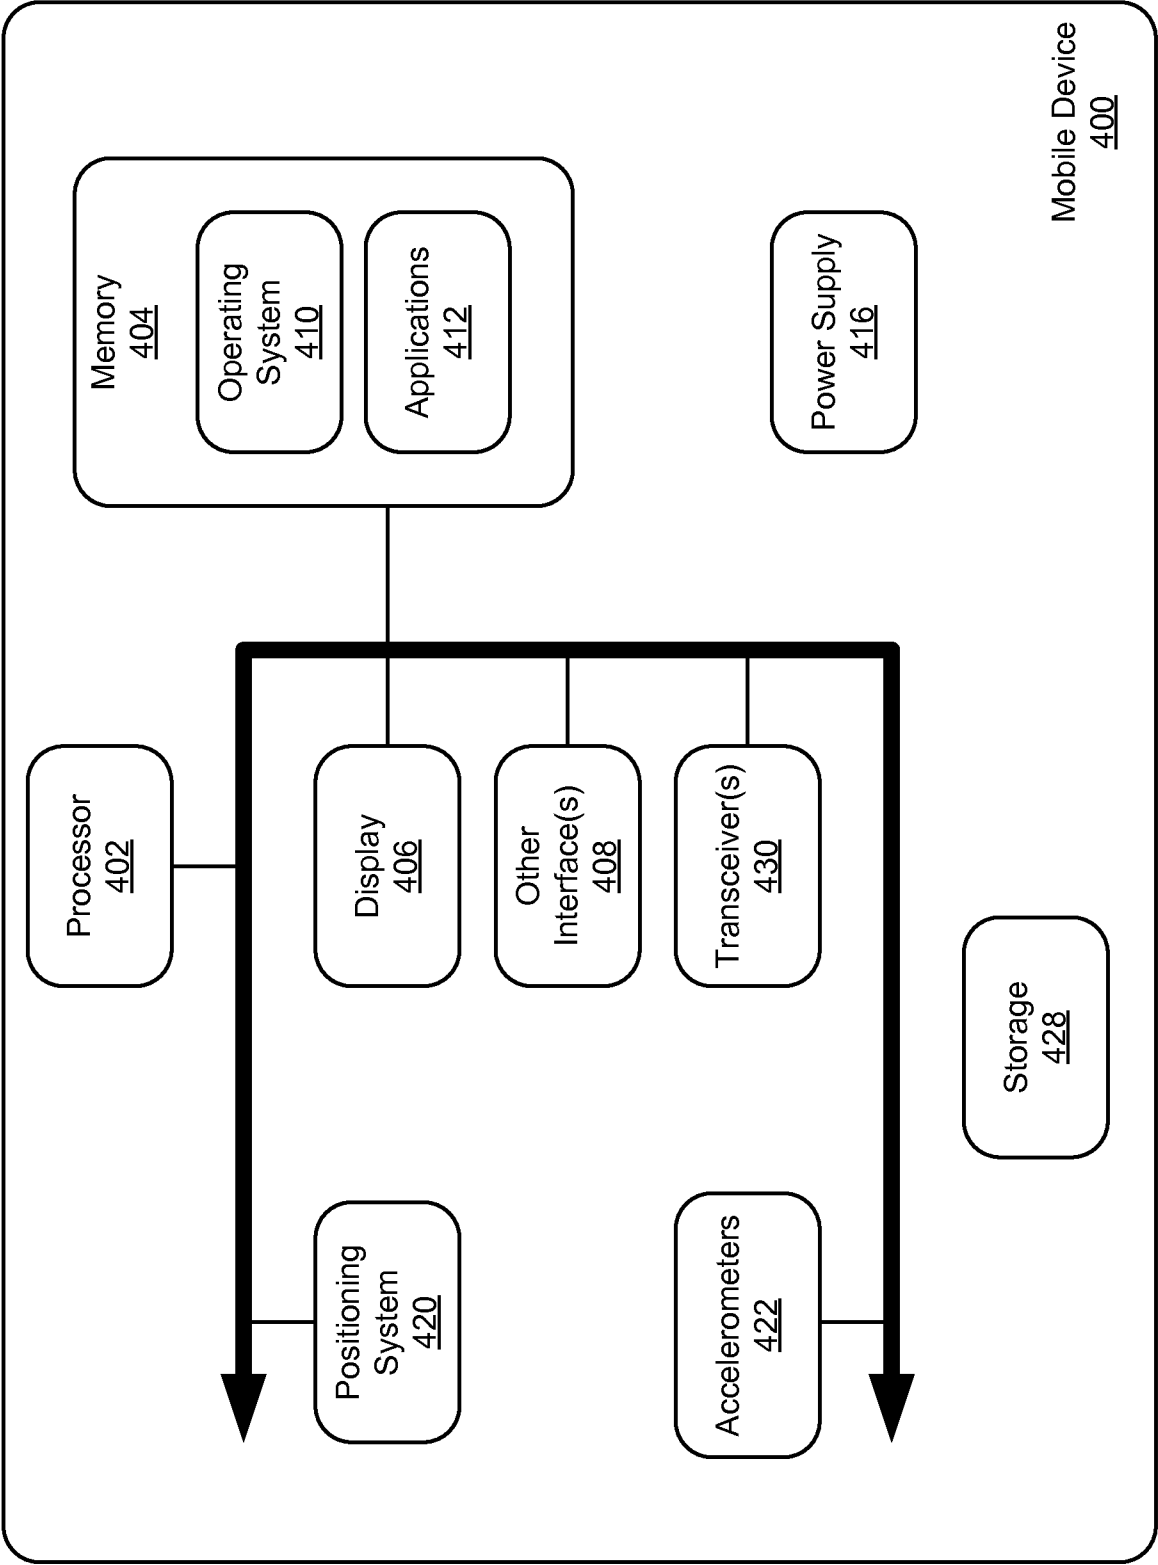 Processor
402
Memory
404
Operating
System
410
Applications
412
Positioning
System
420
Display
406
Other
Interface(s)
408
Transceiver(s)
430
Accelerometers
422
Power Supply
416
Storage
428
Mobile Device
400